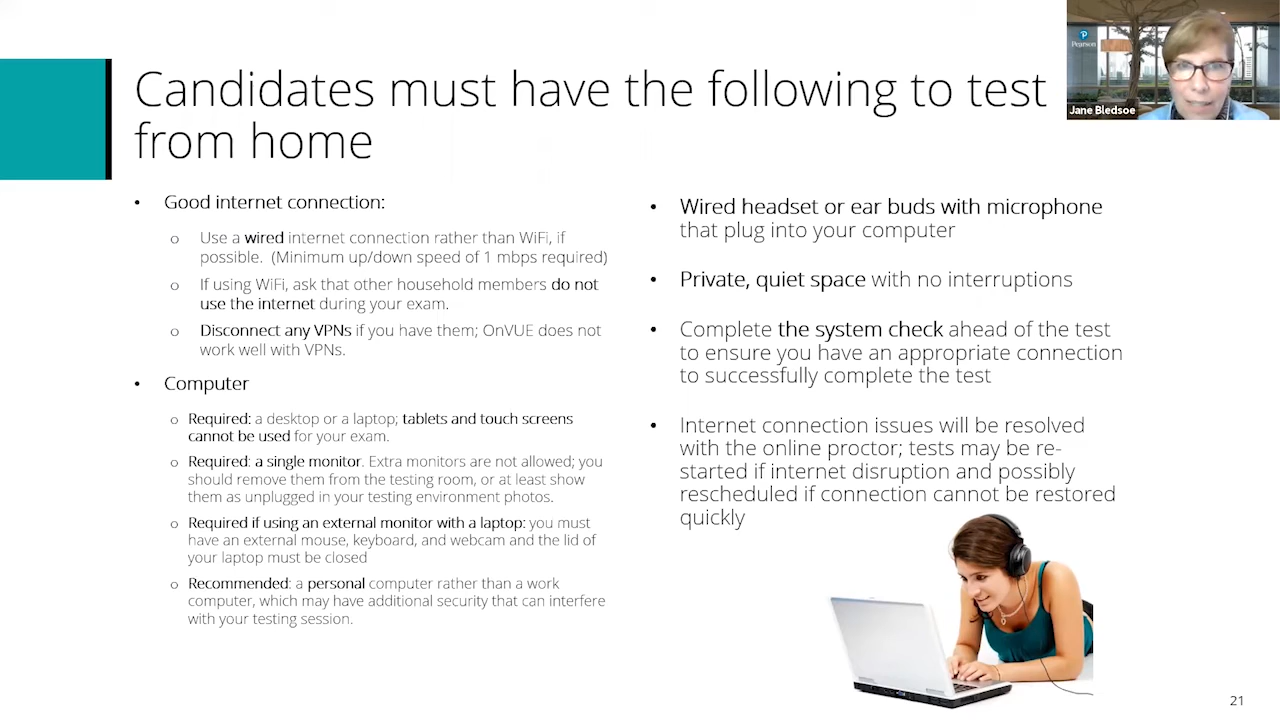 Candidates must have the following to test
from home
• Good internet connection:
o Use a wired internet connection rather than WiFi, if
possible. (Minimum up/down speed of 1 mbps required)
o If using WiFi, ask that other household members do not
use the internet during your exam.
o Disconnect any VPNs if you have them; OnVUE does not
work well with VPNs.
• Computer
o Required: a desktop or a laptop; tablets and touch screens
cannot be used for your exam.
o Required: a single monitor. Extra monitors are not allowed; you
should remove them from the testing room, or at least show
them as unplugged in your testing environment photos.
o Required if using an external monitor with a laptop: you must
have an external mouse, keyboard, and webcam and the lid of
your laptop must be closed
o Recommended: a personal computer rather than a work
computer, which may have additional security that can interfere
with your testing session.
• Wired headset or ear buds with microphone
that plug into your computer
• Private, quiet space with no interruptions
• Complete the system check ahead of the test
to ensure you have an appropriate connection
to successfully complete the test
• Internet connection issues will be resolved
with the online proctor; tests may be re-
started if internet disruption and possibly
rescheduled if connection cannot be restored
quickly
Pearson
Jane Bledsoe
21